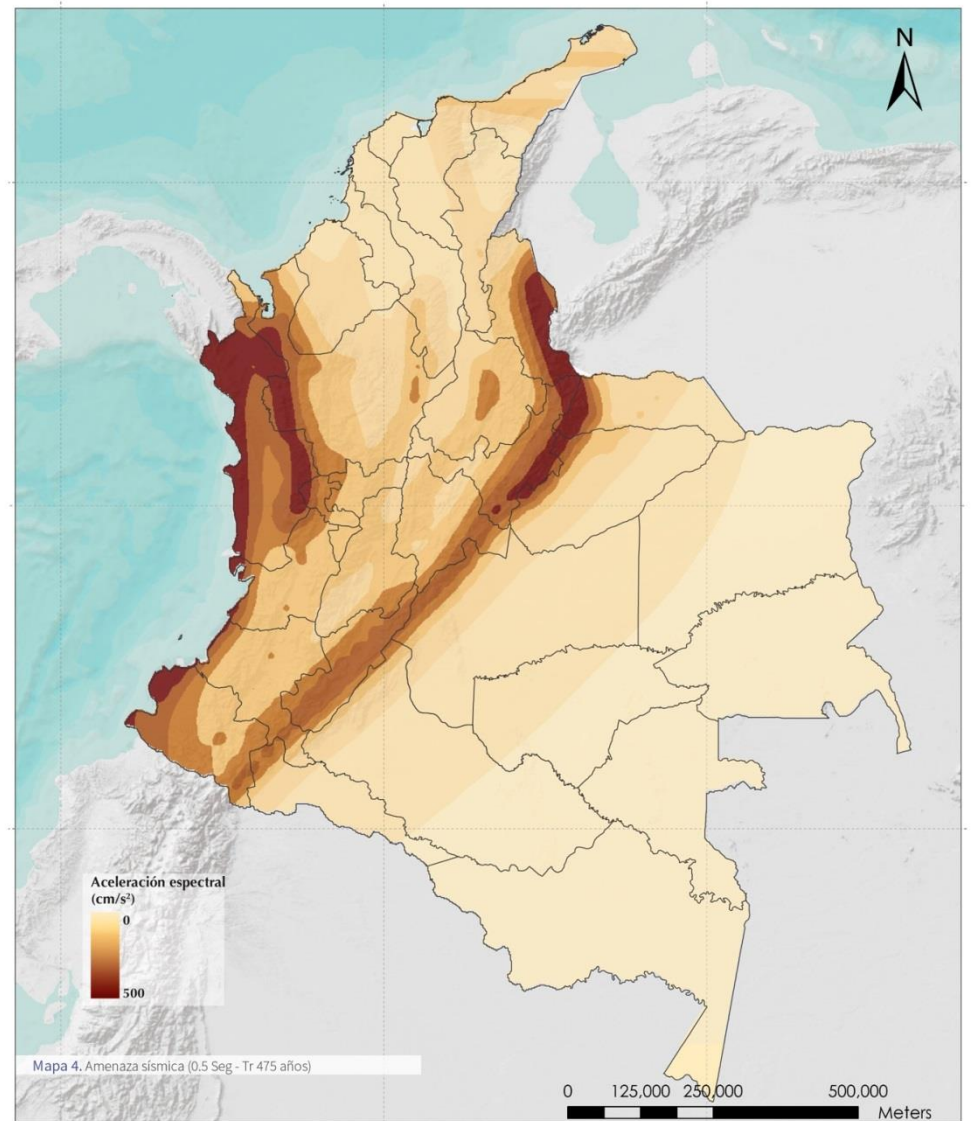 N
Aceleración espectral
(cm/s²)
0
500
Mapa 4. Amenaza sísmica (0.5 Seg - Tr 475 años)
0 125,000 250,000 500,000
Meters